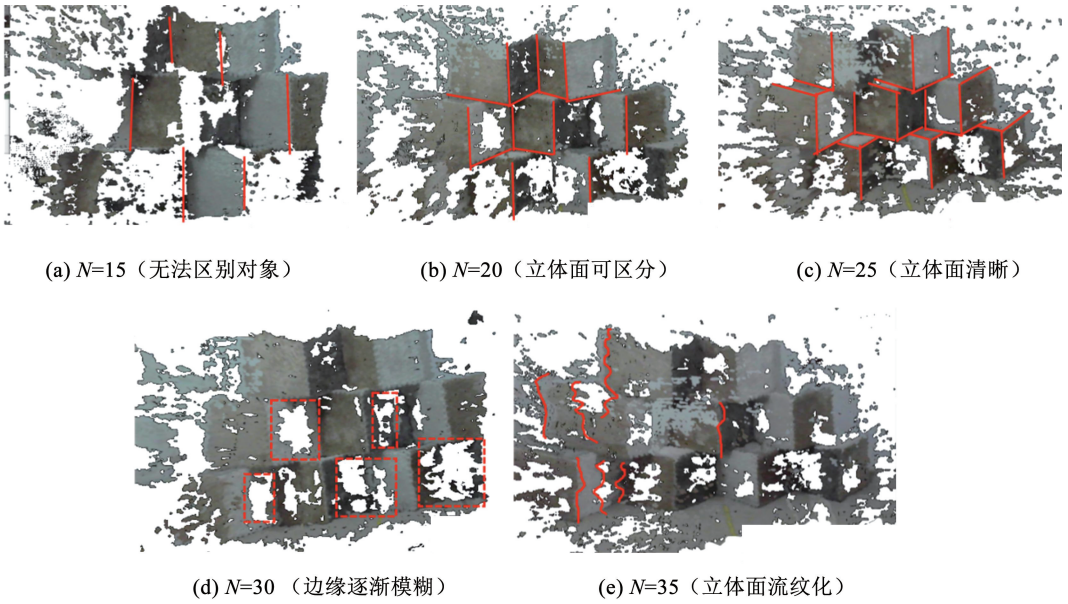 (a) N=15（无法区别对象）
(b) N=20（立体面可区分）
(c) N=25（立体面清晰）
(d) N=30 （边缘逐渐模糊）
(e) N=35（立体面流纹化）